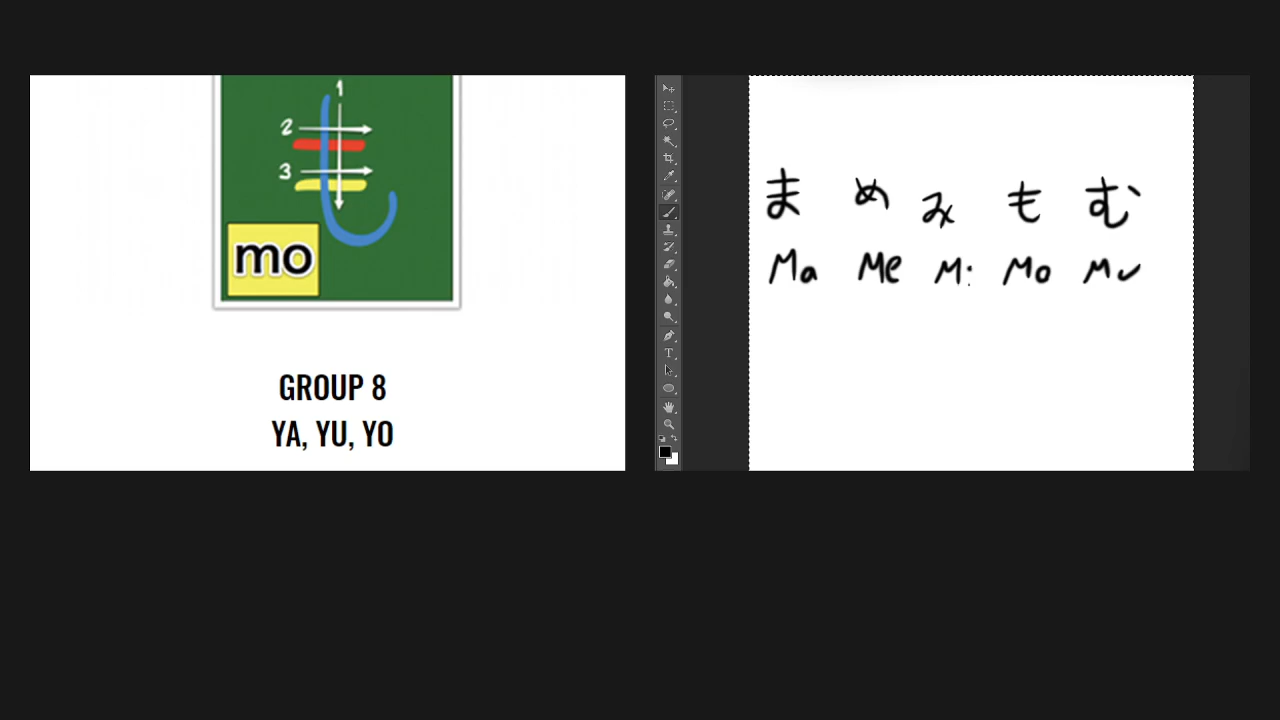 1
2
3
mo
GROUP 8
YA, YU, YO
ま め み も む
Ma Me Mi Mo Mu